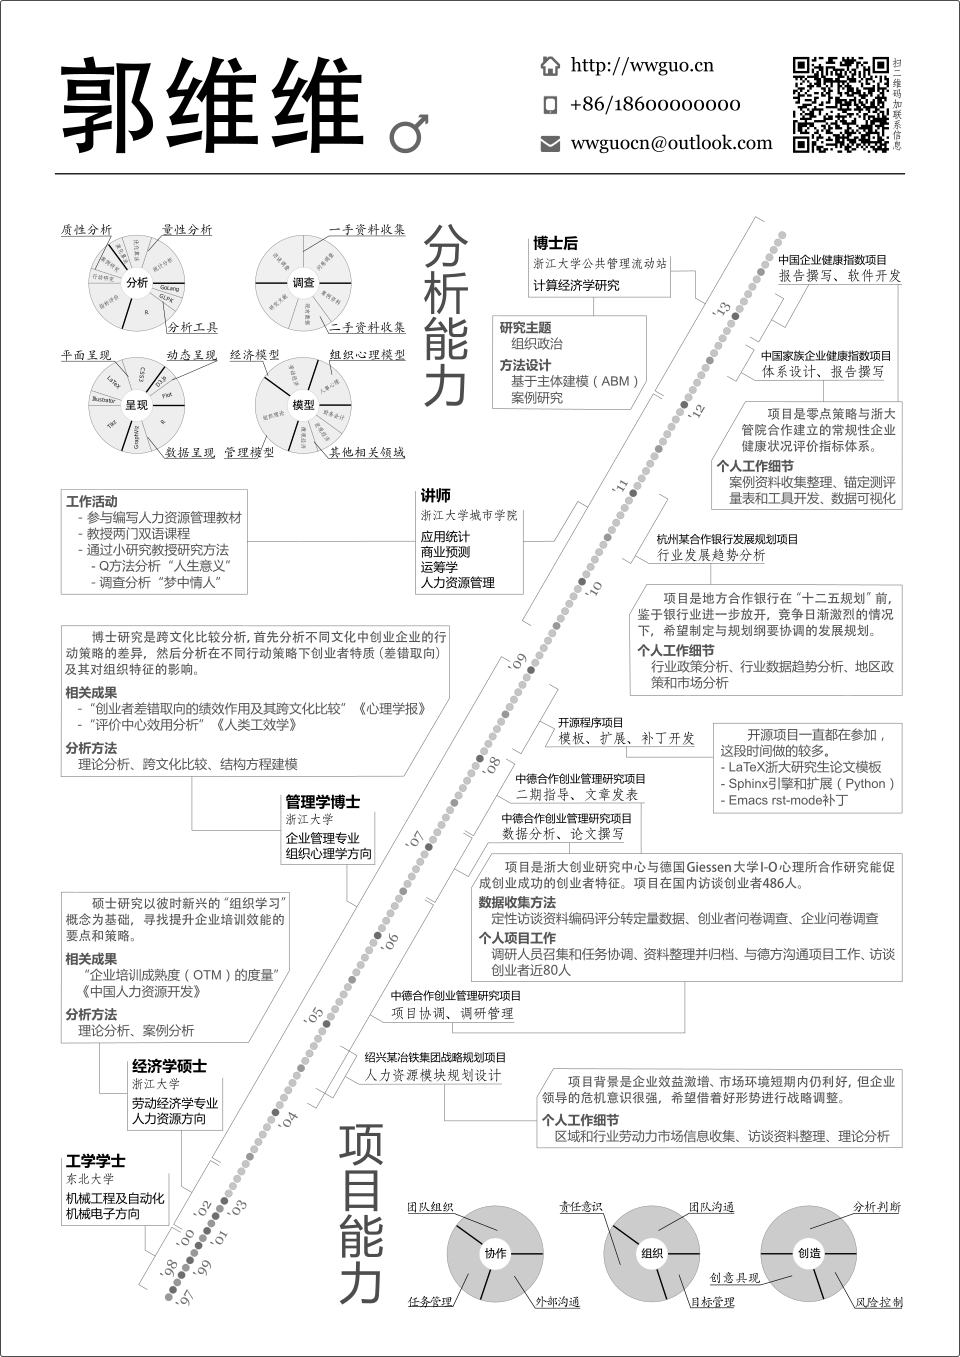 郭维维
http://wwguo.cn
+86/18600000000
wwguocn@outlook.com
扫二维码加联系信息
分析能力
质性分析
量性分析
分析
统计分析
GoLang
GLPK
R
分析工具
一手资料收集
调查
二手资料收集
平面呈现
动态呈现
呈现
CSS3
D3.js
Plot
R
Graphviz
TikZ
Illustrator
LaTeX
数据呈现
经济模型
组织心理模型
模型
管理模型
其他相关领域
博士后
浙江大学公共管理流动站
计算经济学研究
研究主题
组织政治
方法设计
基于主体建模（ABM）
案例研究
中国企业健康指数项目
报告撰写、软件开发
中国家族企业健康指数项目
体系设计、报告撰写
项目是零点策略与浙大
管院合作建立的常规性企业
健康状况评价指标体系。
个人工作细节
案例资料收集整理、锚定测评
量表和工具开发、数据可视化
工作活动
- 参与编写人力资源管理教材
- 教授两门双语课程
- 通过小研究教授研究方法
- Q方法分析“人生意义”
- 调查分析“梦中情人”
讲师
浙江大学城市学院
应用统计
商业预测
运筹学
人力资源管理
杭州某合作银行发展规划项目
行业发展趋势分析
项目是地方合作银行在“十二五规划”前，
鉴于银行业进一步放开，竞争日渐激烈的情况
下，希望制定与规划纲要协调的发展规划。
个人工作细节
行业政策分析、行业数据趋势分析、地区政
策和市场分析
博士研究是跨文化比较分析，首先分析不同文化中创业企业的行
动策略的差异，然后分析在不同行动策略下创业者特质（差错取向）
及其对组织特征的影响。
相关成果
- “创业者差错取向的绩效作用及其跨文化比较”《心理学报》
- “评价中心效用分析”《人类工效学》
分析方法
理论分析、跨文化比较、结构方程建模
管理学博士
浙江大学
企业管理专业
组织心理学方向
开源程序项目
模板、扩展、补丁开发
开源项目一直都在参加，
这段时间做的较多。
- LaTeX浙大研究生论文模板
- Sphinx引擎和扩展（Python）
- Emacs rst-mode补丁
中德合作创业管理研究项目
二期指导、文章发表
中德合作创业管理研究项目
数据分析、论文撰写
项目是浙大创业研究中心与德国Giessen大学I-O心理所合作研究能促
成创业成功的创业者特征。项目在国内访谈创业者486人。
数据收集方法
定性访谈资料编码评分转定量数据、创业者问卷调查、企业问卷调查
个人项目工作
调研人员召集和任务协调、资料整理并归档、与德方沟通项目工作、访谈
创业者近80人
硕士研究以彼时新兴的“组织学习”
概念为基础，寻找提升企业培训效能的
要点和策略。
相关成果
“企业培训成熟度（OTM）的度量”
《中国人力资源开发》
分析方法
理论分析、案例分析
中德合作创业管理研究项目
项目协调、调研管理
经济学硕士
浙江大学
劳动经济学专业
人力资源方向
绍兴某冶铁集团战略规划项目
人力资源模块规划设计
项目背景是企业效益激增、市场环境短期内仍利好，但企业
领导的危机意识很强，希望借着好形势进行战略调整。
个人工作细节
区域和行业劳动力市场信息收集、访谈资料整理、理论分析
工学学士
东北大学
机械工程及自动化
机械电子方向
'13
'12
'11
'10
'09
'08
'07
'06
'05
'04
'03
'02
'01
'00
'99
'98
'97
项目能力
团队组织
协作
任务管理
外部沟通
责任意识
团队沟通
组织
目标管理
分析判断
创造
创意具现
风险控制